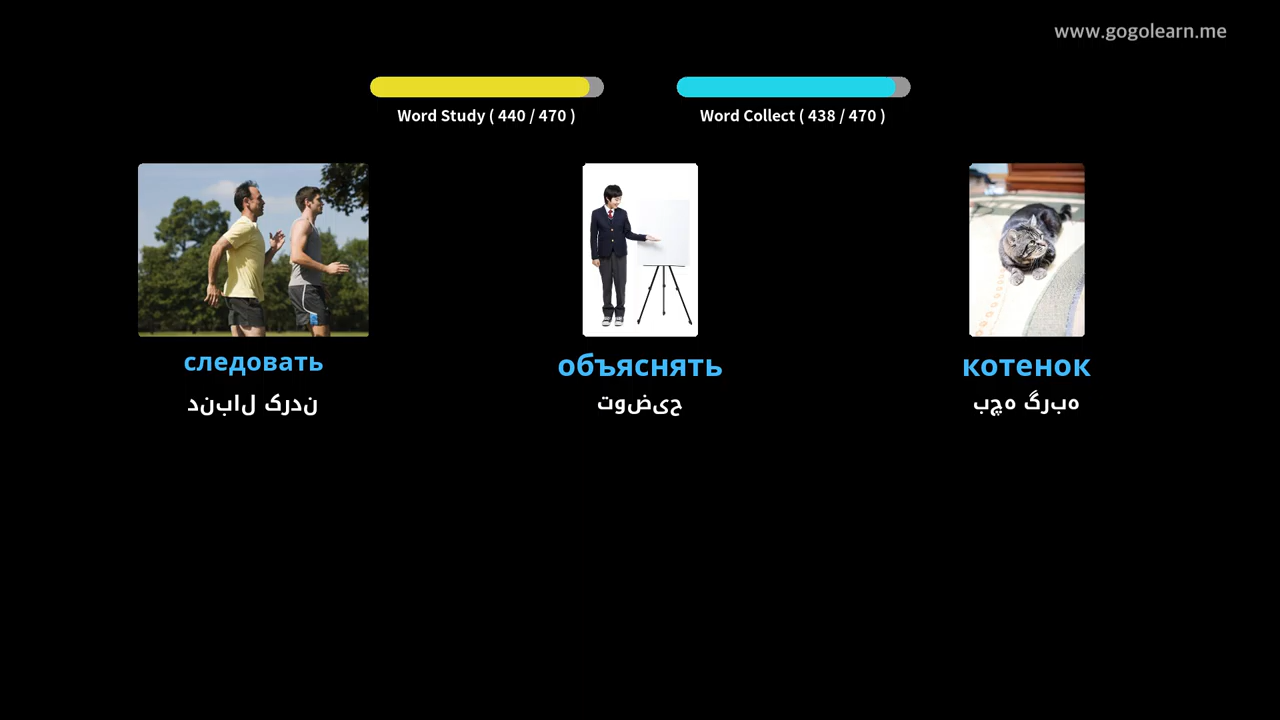 www.gogolearn.me
Word Study ( 440 / 470 )
Word Collect ( 438 / 470 )
следовать
دنبال کردن
объяснять
توضیح
котенок
بچه گربه